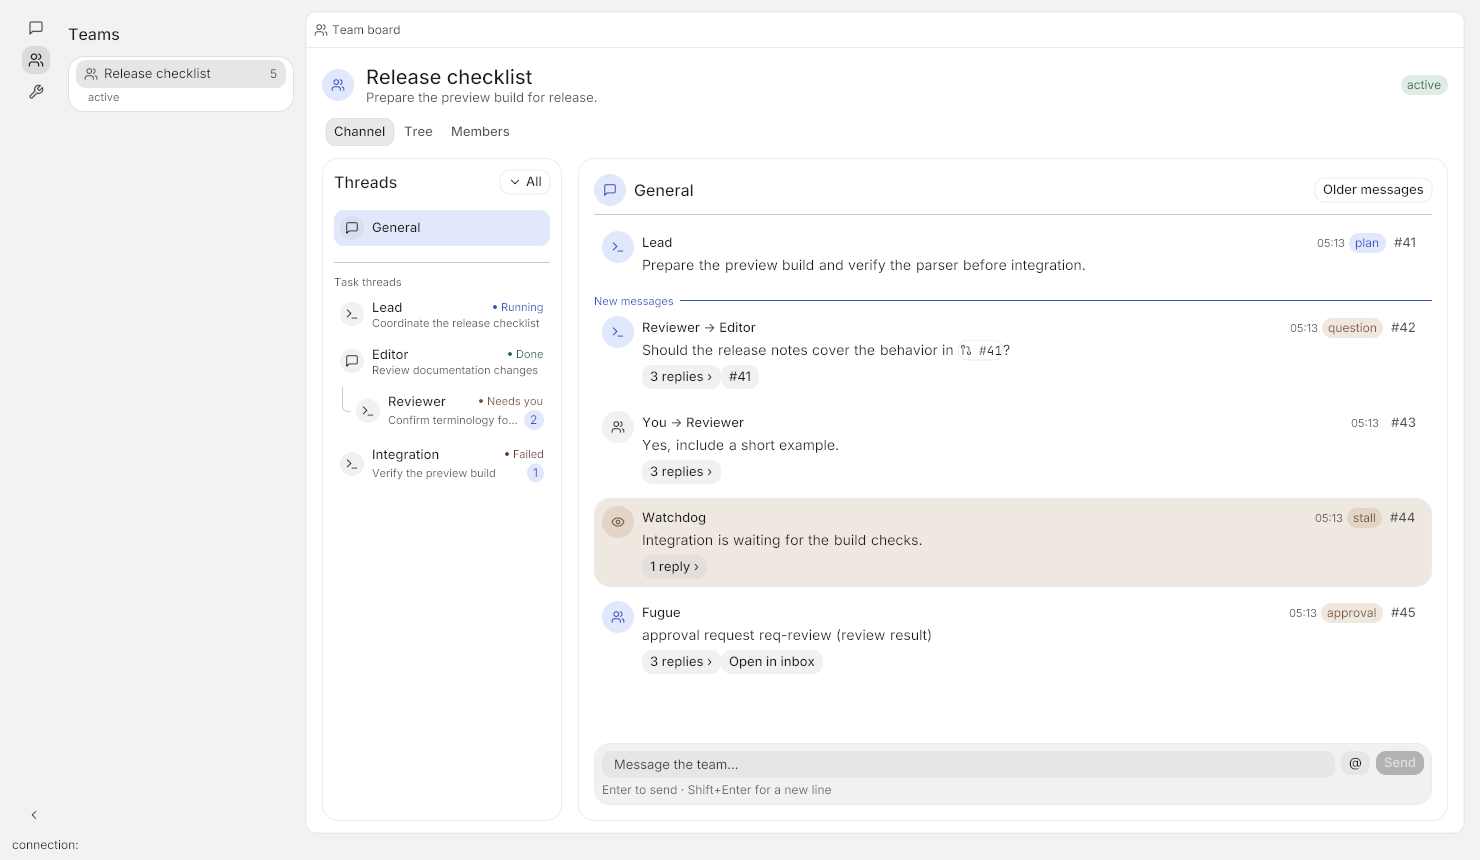 Teams
Release checklist 5
active
Team board
Release checklist
Prepare the preview build for release.
active
Channel Tree Members
Threads
All
General
Task threads
Lead • Running
Coordinate the release checklist
Editor • Done
Review documentation changes
Reviewer • Needs you
Confirm terminology fo... 2
Integration • Failed
Verify the preview build 1
General
Older messages
Lead 05:13 plan #41
Prepare the preview build and verify the parser before integration.
New messages
Reviewer → Editor 05:13 question #42
Should the release notes cover the behavior in #41?
3 replies › #41
You → Reviewer 05:13 #43
Yes, include a short example.
3 replies ›
Watchdog 05:13 stall #44
Integration is waiting for the build checks.
1 reply ›
Fugue 05:13 approval #45
approval request req-review (review result)
3 replies › Open in inbox
Message the team... @ Send
Enter to send · Shift+Enter for a new line
connection: